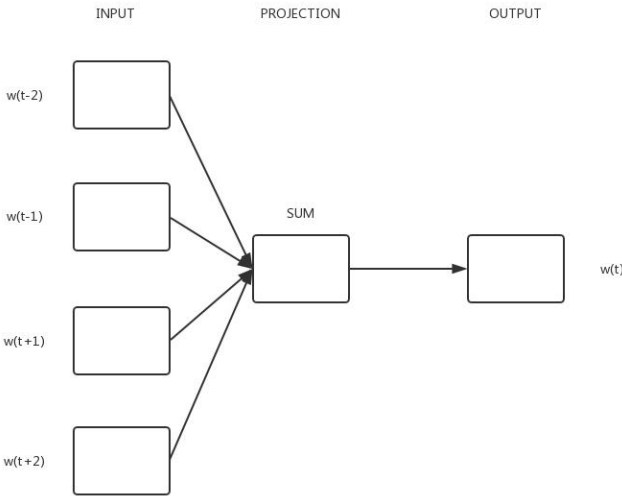 INPUT PROJECTION OUTPUT
w(t-2)
w(t-1)
SUM
w(t)
w(t+1)
w(t+2)